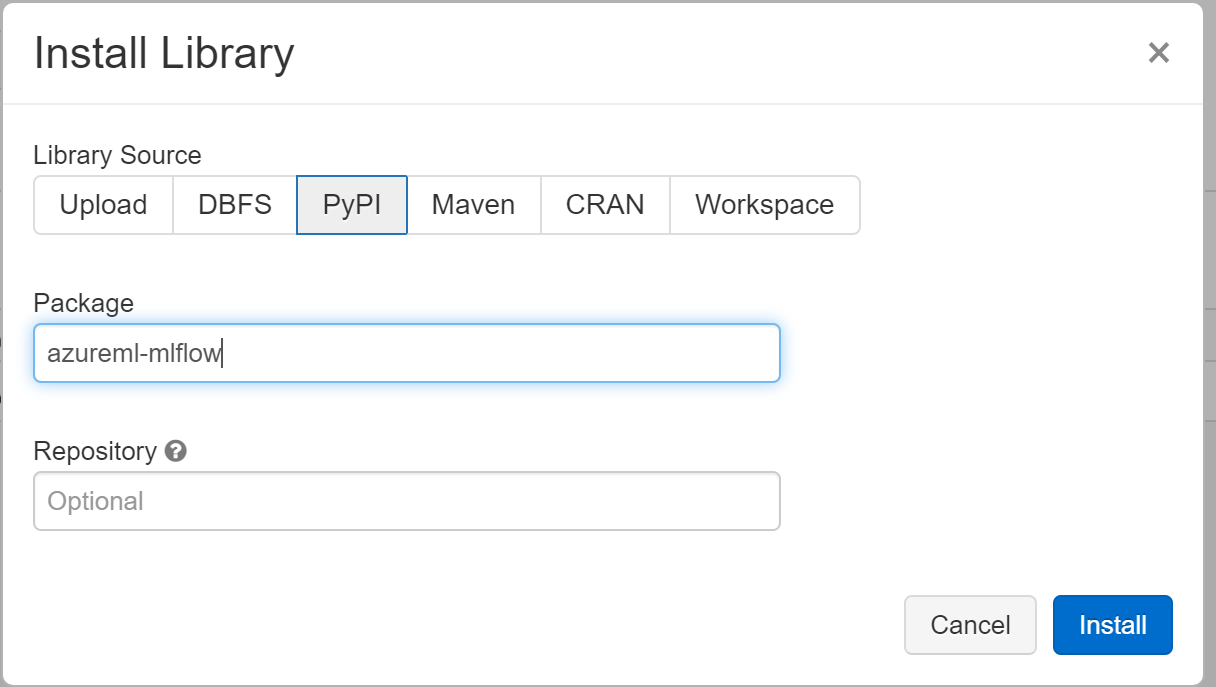 Install Library
Library Source
Upload DBFS PyPI Maven CRAN Workspace
Package
azureml-mlflow
Repository
Optional
Cancel Install